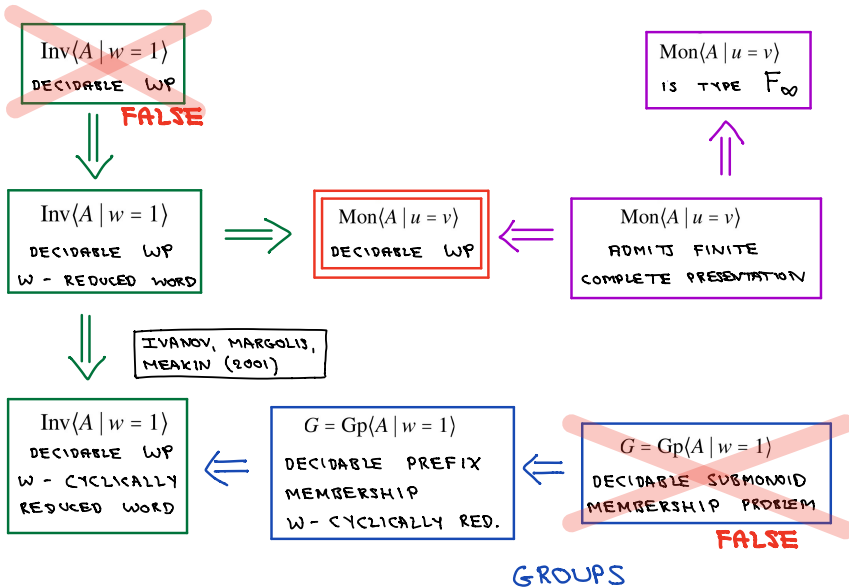 Inv⟨A | w = 1⟩
DECIDABLE WP
FALSE
Mon⟨A | u = v⟩
IS TYPE F∞
Inv⟨A | w = 1⟩
DECIDABLE WP
W - REDUCED WORD
Mon⟨A | u = v⟩
DECIDABLE WP
Mon⟨A | u = v⟩
ADMITS FINITE
COMPLETE PRESENTATION
IVANOV, MARGOLIS,
MEAKIN (2001)
Inv⟨A | w = 1⟩
DECIDABLE WP
W - CYCLICALLY
REDUCED WORD
G = Gp⟨A | w = 1⟩
DECIDABLE PREFIX
MEMBERSHIP
W - CYCLICALLY RED.
G = Gp⟨A | w = 1⟩
DECIDABLE SUBMONOID
MEMBERSHIP PROBLEM
FALSE
GROUPS